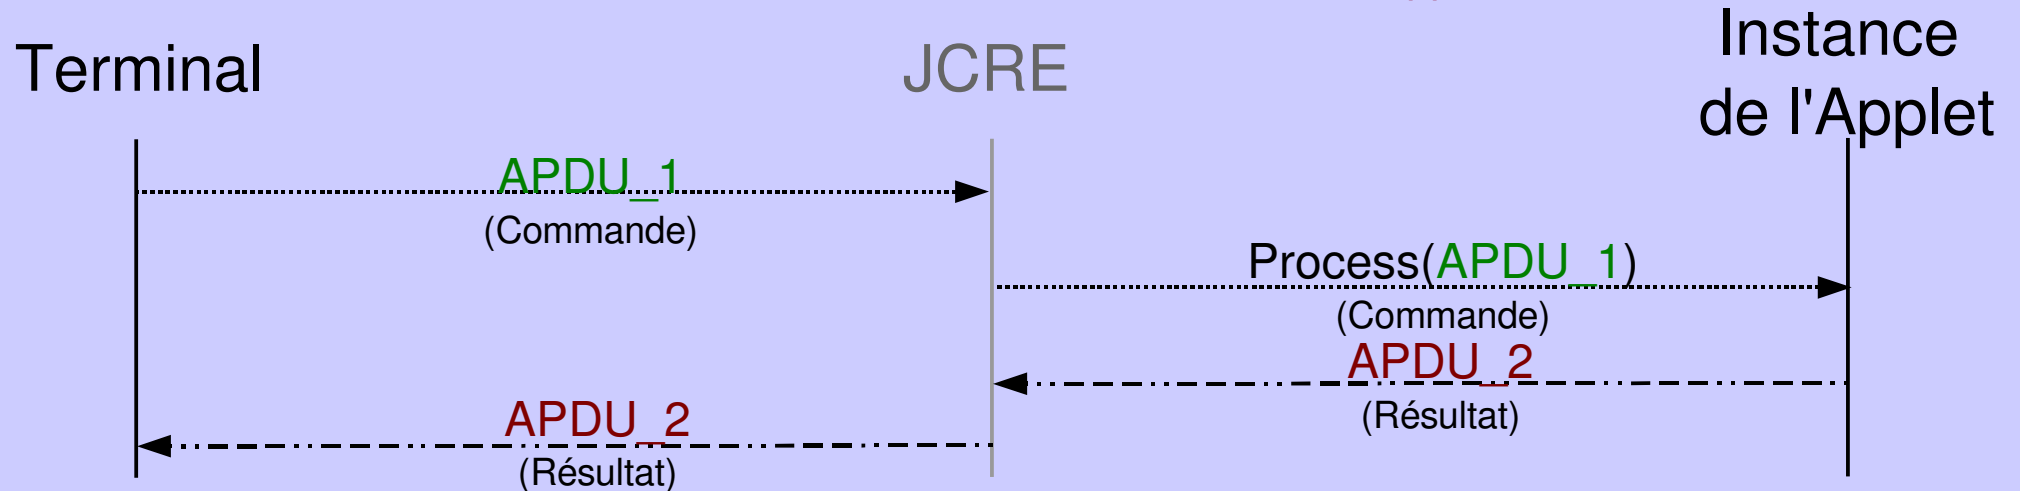 Terminal
JCRE
Instance
de l'Applet
APDU_1
(Commande)
Process(APDU_1)
(Commande)
APDU_2
(Résultat)
APDU_2
(Résultat)